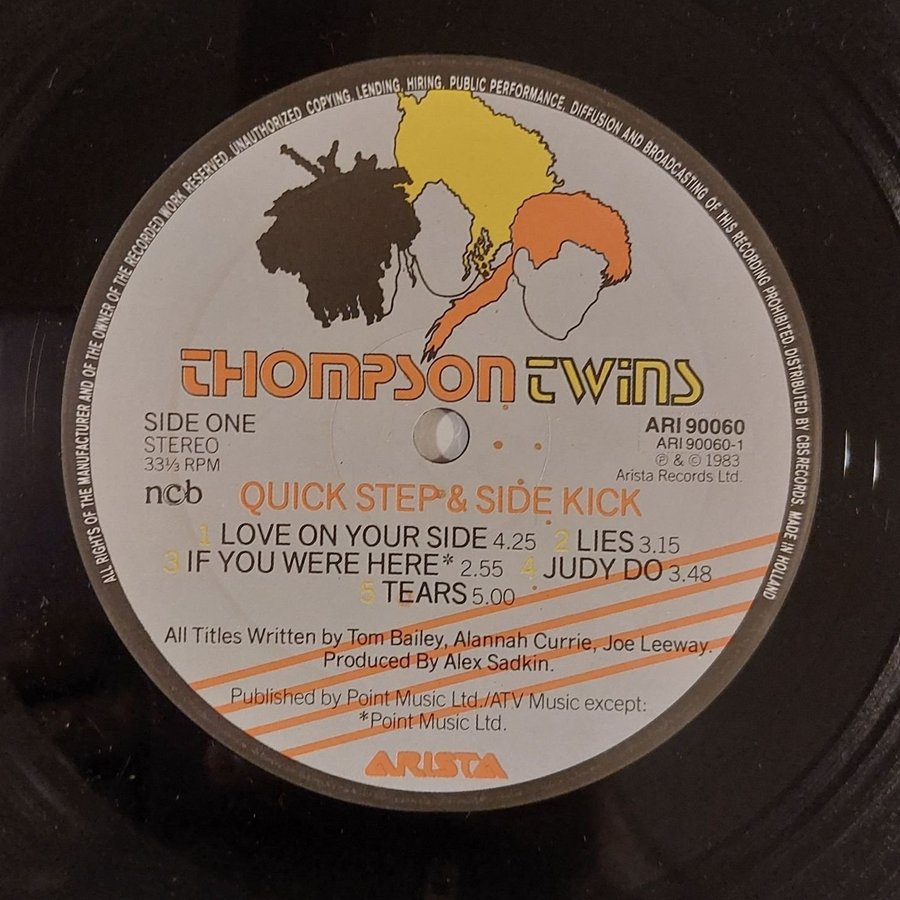 ALL RIGHTS OF THE MANUFACTURER AND OF THE OWNER OF THE RECORDED WORK RESERVED. UNAUTHORIZED COPYING, LENDING, HIRING, PUBLIC PERFORMANCE, DIFFUSION AND BROADCASTING OF THIS RECORDING PROHIBITED. DISTRIBUTED BY CBS RECORDS. MADE IN HOLLAND
THOMPSON TWINS
SIDE ONE
STEREO
33⅓ RPM
ncb
ARI 90060
ARI 90060-1
℗ & © 1983
Arista Records Ltd.
QUICK STEP & SIDE KICK
1 LOVE ON YOUR SIDE 4.25 2 LIES 3.15
3 IF YOU WERE HERE* 2.55 4 JUDY DO 3.48
5 TEARS 5.00
All Titles Written by Tom Bailey, Alannah Currie, Joe Leeway.
Produced By Alex Sadkin.
Published by Point Music Ltd./ATV Music except:
*Point Music Ltd.
ARISTA